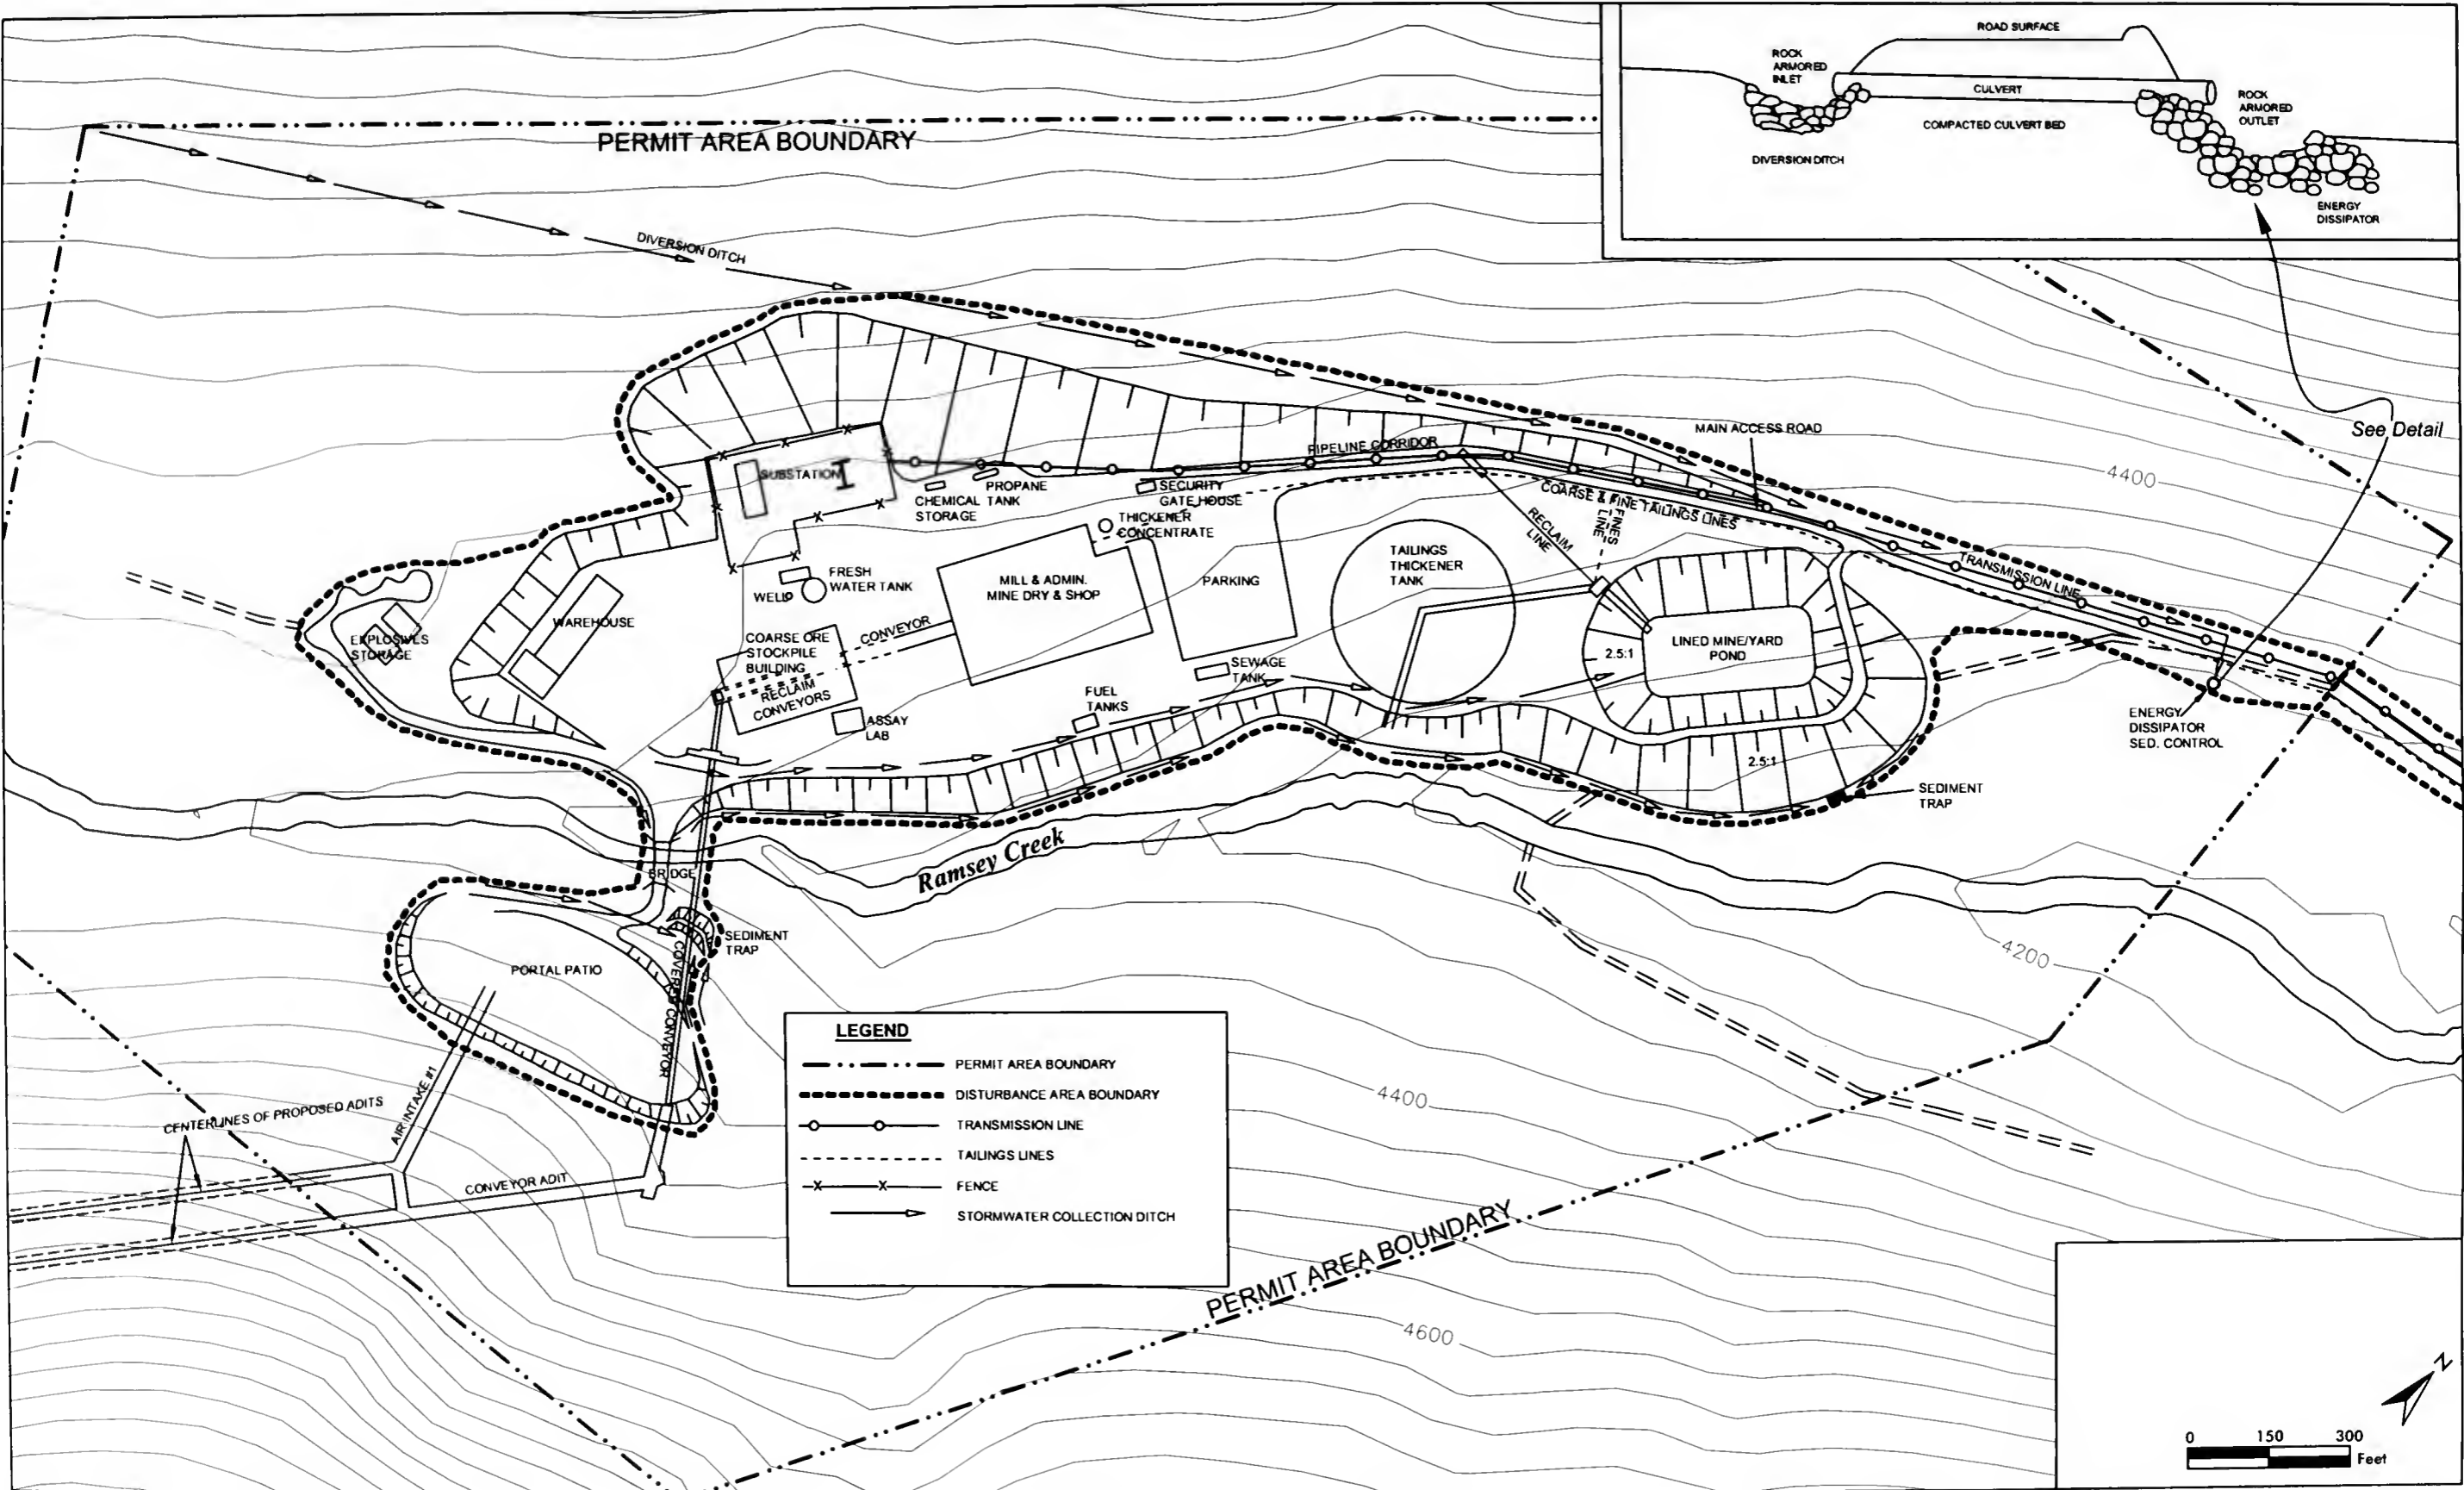 ROAD SURFACE
ROCK
ARMORED
INLET
CULVERT
ROCK
ARMORED
OUTLET
COMPACTED CULVERT BED
DIVERSION DITCH
ENERGY
DISSIPATOR
PERMIT AREA BOUNDARY
DIVERSION DITCH
See Detail
MAIN ACCESS ROAD
4400
PIPELINE CORRIDOR
SUBSTATION
I
PROPANE
TANK
CHEMICAL
STORAGE
SECURITY
GATE HOUSE
COARSE & FINE TAILINGS LINES
THICKENER
CONCENTRATE
RECLAIM
LINE
FINES
LINE
TAILINGS
THICKENER
TANK
TRANSMISSION LINE
FRESH
WATER TANK
WELL
MILL & ADMIN.
MINE DRY & SHOP
PARKING
WAREHOUSE
EXPLOSIVES
STORAGE
COARSE ORE
STOCKPILE
BUILDING
CONVEYOR
RECLAIM
CONVEYORS
LINED MINE/YARD
POND
2.5:1
SEWAGE
TANK
FUEL
TANKS
ASSAY
LAB
ENERGY
DISSIPATOR
SED. CONTROL
2.5:1
SEDIMENT
TRAP
Ramsey Creek
BRIDGE
SEDIMENT
TRAP
COVERED CONVEYOR
PORTAL PATIO
4200
AIR INTAKE #1
CENTERLINES OF PROPOSED ADITS
CONVEYOR ADIT
LEGEND
PERMIT AREA BOUNDARY
DISTURBANCE AREA BOUNDARY
TRANSMISSION LINE
TAILINGS LINES
FENCE
STORMWATER COLLECTION DITCH
4400
PERMIT AREA BOUNDARY
4600
N
0 150 300
Feet